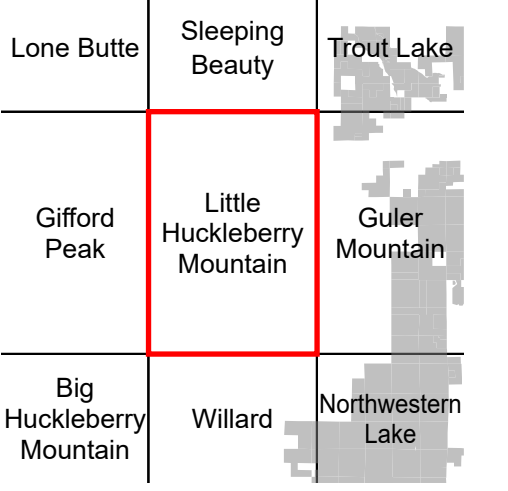 Lone Butte
Sleeping
Beauty
Trout Lake
Gifford
Peak
Little
Huckleberry
Mountain
Guler
Mountain
Big
Huckleberry
Mountain
Willard
Northwestern
Lake